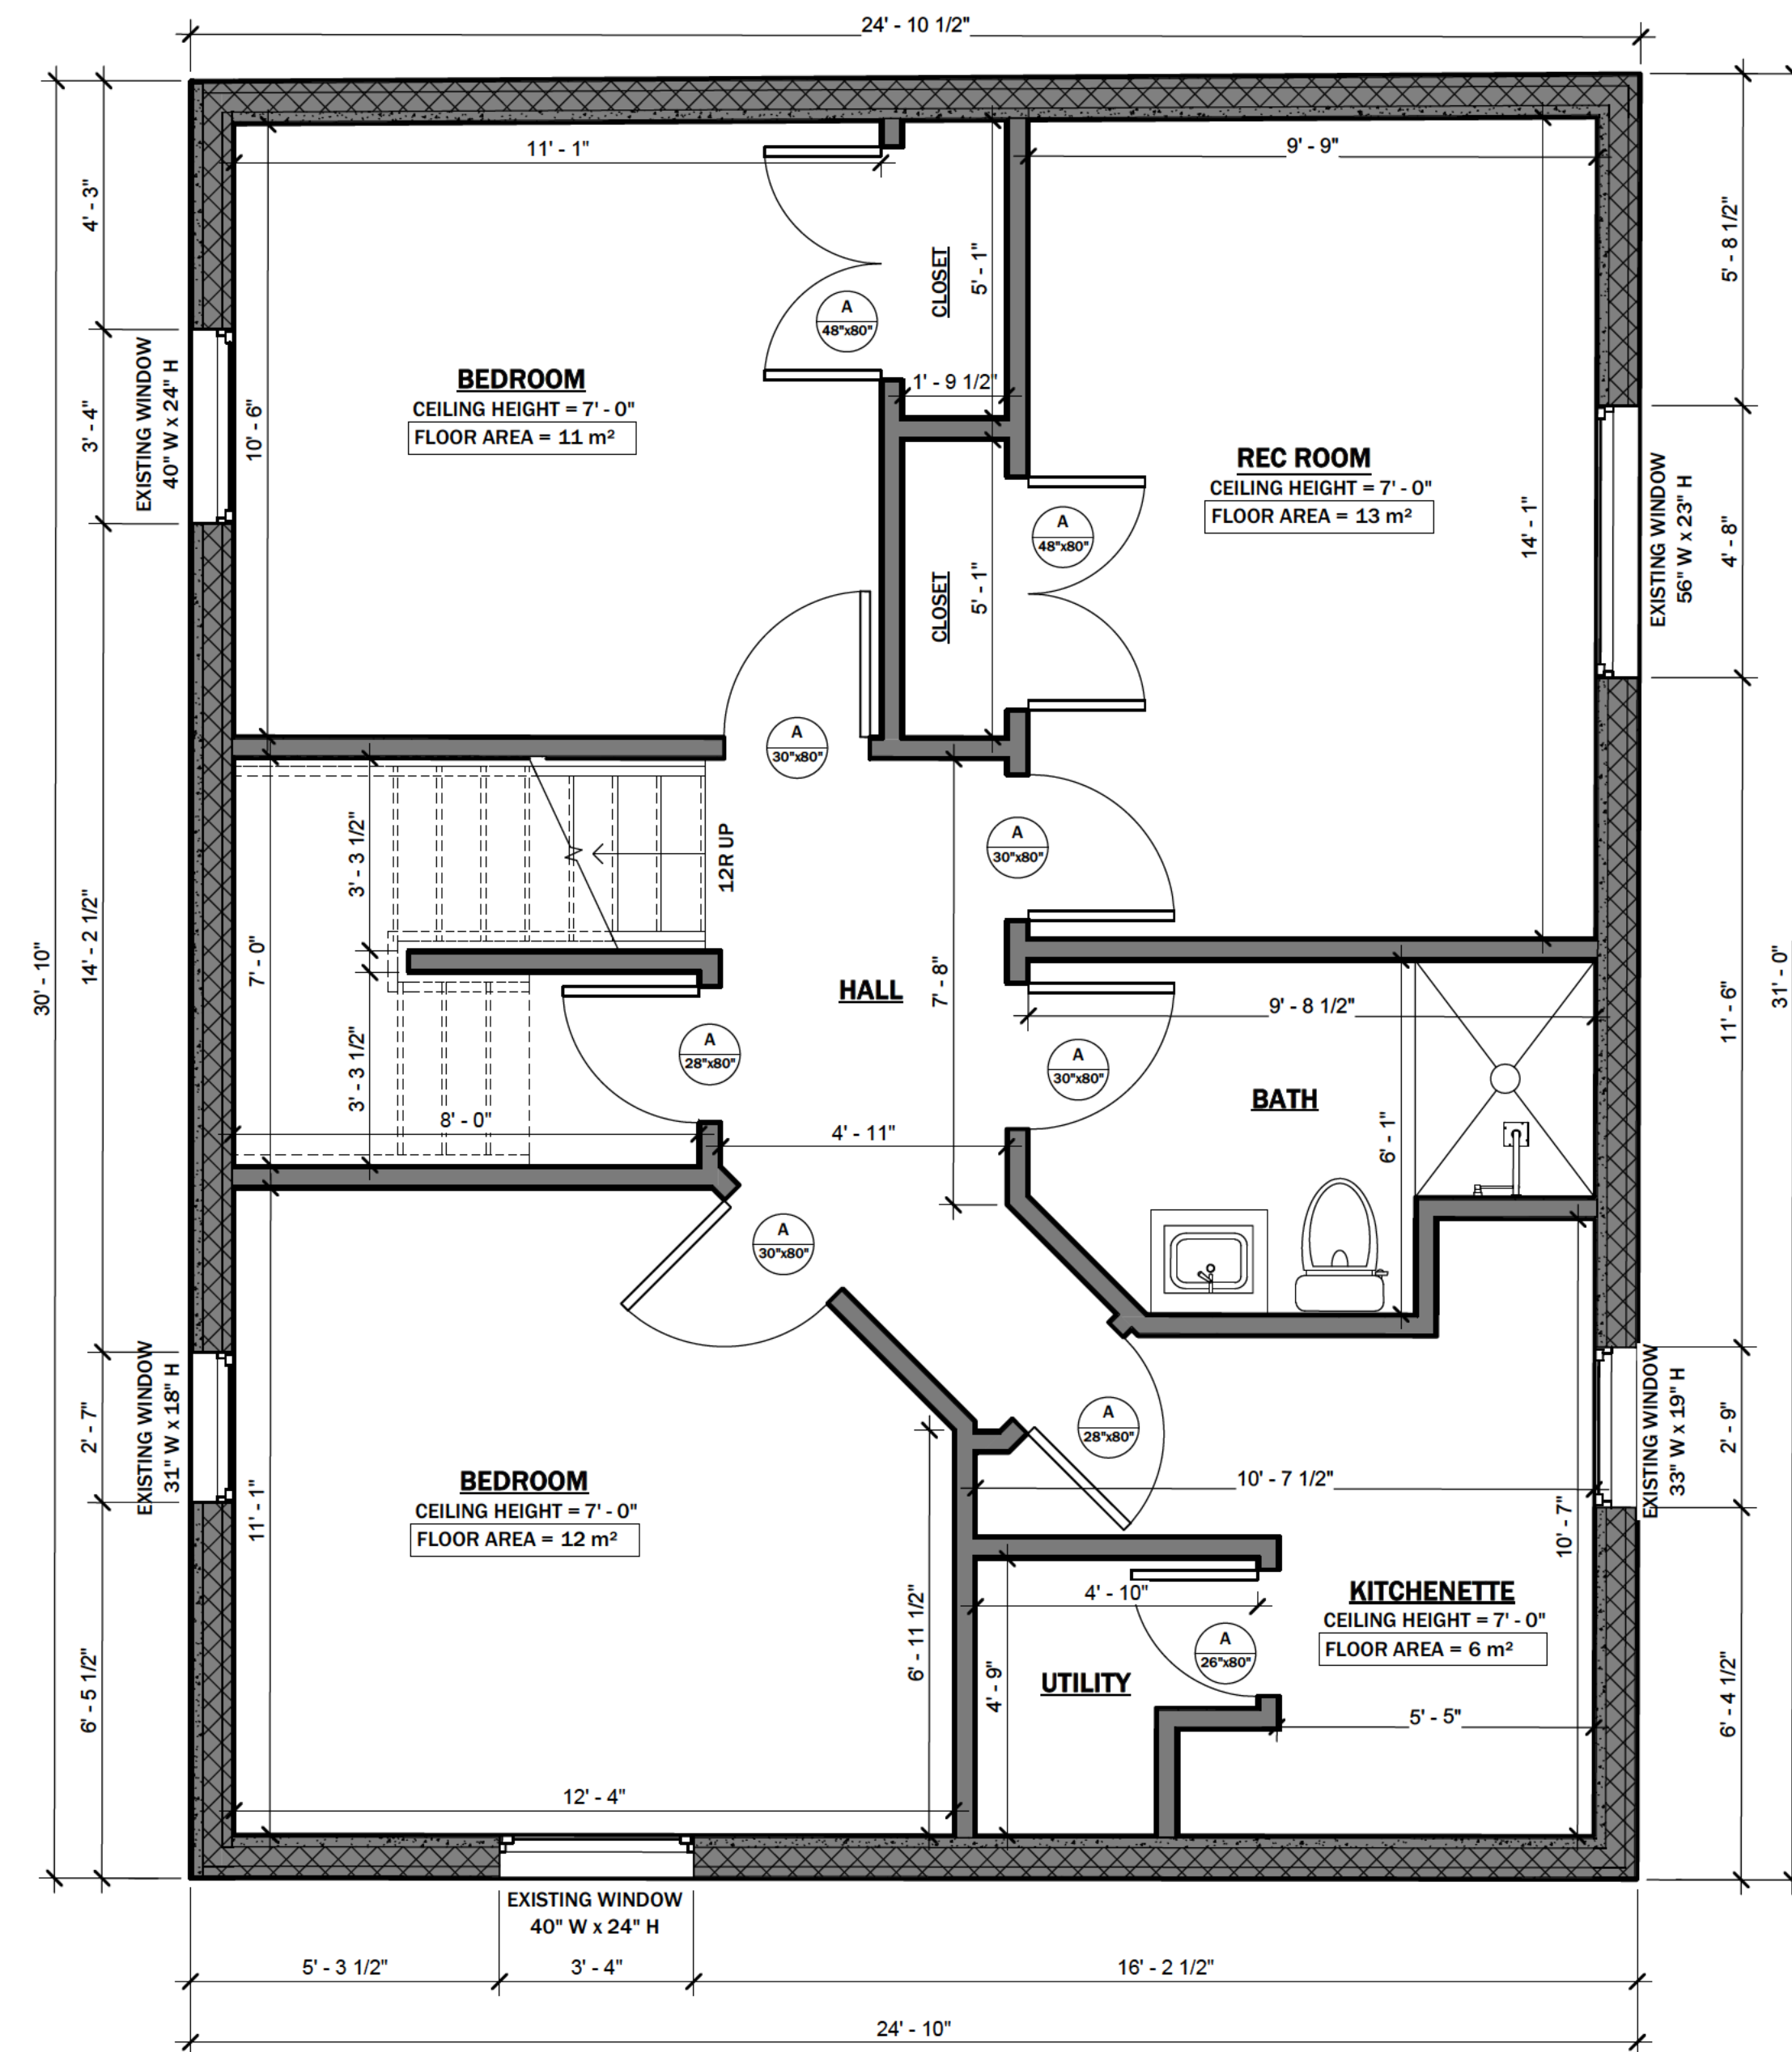 24' - 10 1/2"
11' - 1"
9' - 9"
4' - 3"
5' - 8 1/2"
CLOSET
5' - 1"
A
48"x80"
EXISTING WINDOW
40" W x 24" H
3' - 4"
10' - 6"
BEDROOM
CEILING HEIGHT = 7' - 0"
FLOOR AREA = 11 m²
1' - 9 1/2"
REC ROOM
CEILING HEIGHT = 7' - 0"
FLOOR AREA = 13 m²
14' - 1"
EXISTING WINDOW
56" W x 23" H
4' - 8"
A
48"x80"
CLOSET
5' - 1"
A
30"x80"
A
30"x80"
12R UP
3' - 3 1/2"
30' - 10"
14' - 2 1/2"
7' - 0"
HALL
7' - 8"
9' - 8 1/2"
11' - 6"
31' - 0"
A
28"x80"
3' - 3 1/2"
A
30"x80"
BATH
8' - 0"
4' - 11"
6' - 1"
A
30"x80"
EXISTING WINDOW
31" W x 18" H
2' - 7"
A
28"x80"
EXISTING WINDOW
33" W x 19" H
2' - 9"
11' - 1"
BEDROOM
CEILING HEIGHT = 7' - 0"
FLOOR AREA = 12 m²
10' - 7 1/2"
10' - 7"
6' - 11 1/2"
4' - 10"
KITCHENETTE
CEILING HEIGHT = 7' - 0"
FLOOR AREA = 6 m²
A
26"x80"
UTILITY
4' - 9"
5' - 5"
6' - 5 1/2"
6' - 4 1/2"
12' - 4"
EXISTING WINDOW
40" W x 24" H
5' - 3 1/2"
3' - 4"
16' - 2 1/2"
24' - 10"